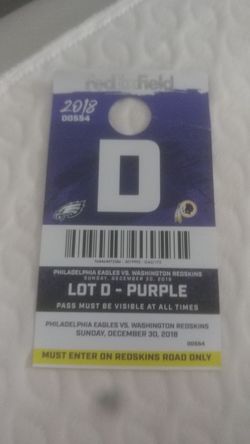 redzonefield
2018
00554
D
PHILADELPHIA EAGLES VS. WASHINGTON REDSKINS
SUNDAY, DECEMBER 30, 2018
LOT D - PURPLE
PASS MUST BE VISIBLE AT ALL TIMES
PHILADELPHIA EAGLES VS. WASHINGTON REDSKINS
SUNDAY, DECEMBER 30, 2018
00554
MUST ENTER ON REDSKINS ROAD ONLY